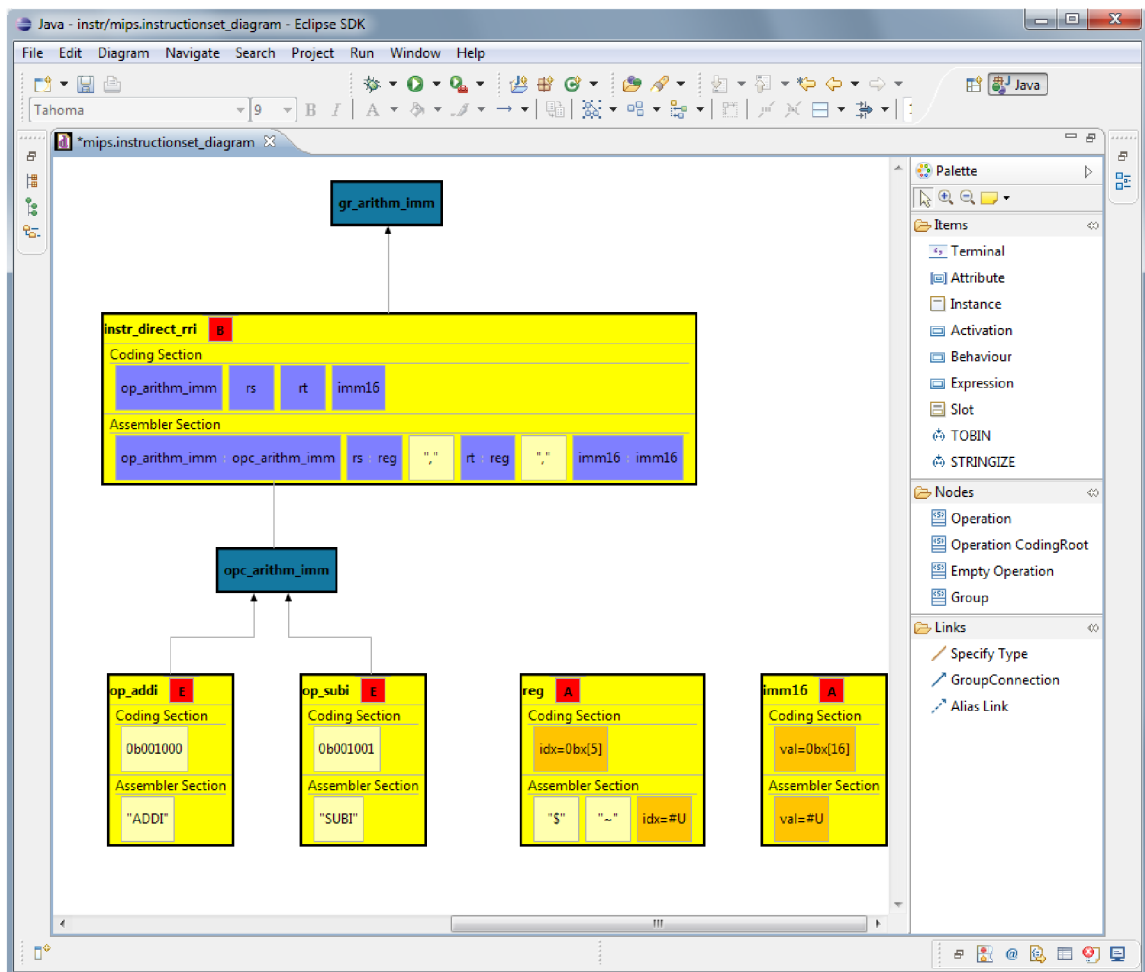 Java - instr/mips.instructionset_diagram - Eclipse SDK
File Edit Diagram Navigate Search Project Run Window Help
Java
Tahoma 9 B I A
*mips.instructionset_diagram
gr_arithm_imm
instr_direct_rri B
Coding Section
op_arithm_imm rs rt imm16
Assembler Section
op_arithm_imm : opc_arithm_imm rs : reg "," rt : reg "," imm16 : imm16
opc_arithm_imm
op_addi E
Coding Section
0b001000
Assembler Section
"ADDI"
op_subi E
Coding Section
0b001001
Assembler Section
"SUBI"
reg A
Coding Section
idx=0bx[5]
Assembler Section
"$" "~" idx=#U
imm16 A
Coding Section
val=0bx[16]
Assembler Section
val=#U
Palette
Items
Terminal
Attribute
Instance
Activation
Behaviour
Expression
Slot
TOBIN
STRINGIZE
Nodes
Operation
Operation CodingRoot
Empty Operation
Group
Links
Specify Type
GroupConnection
Alias Link